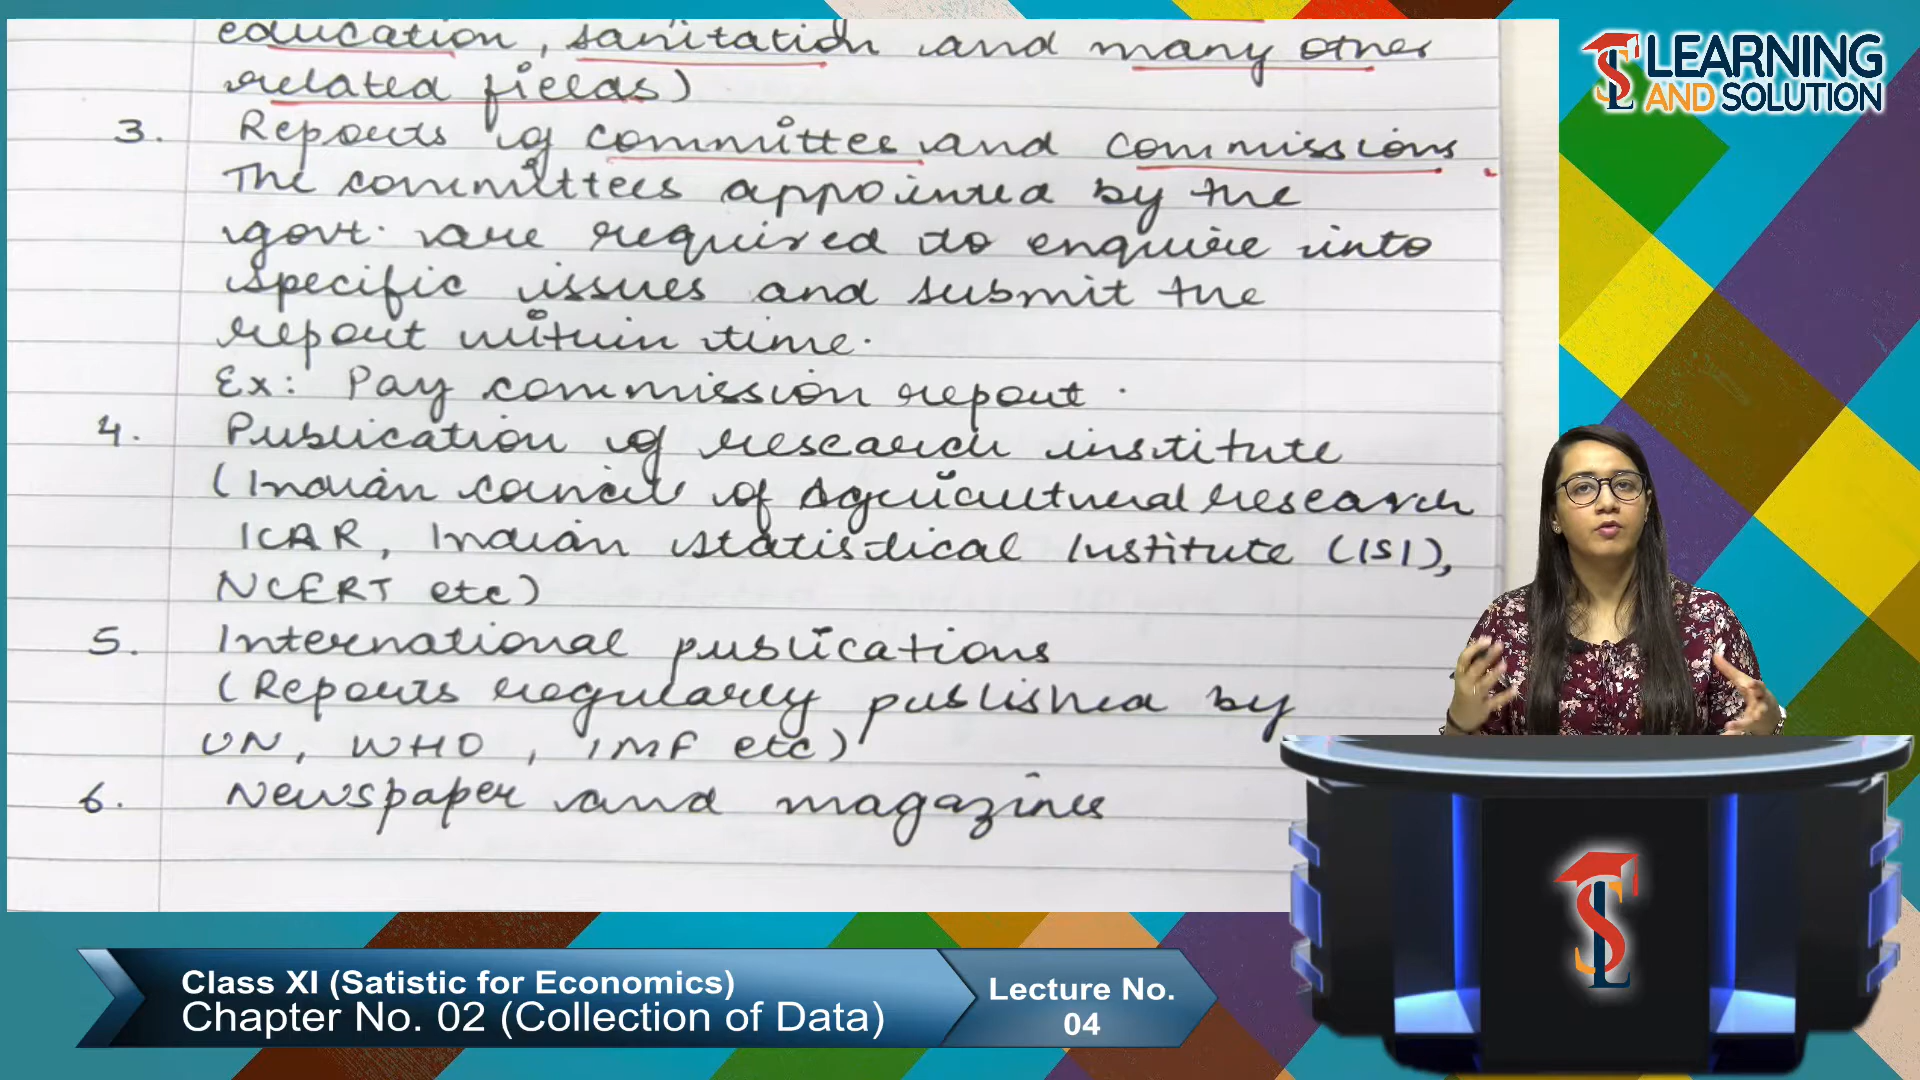 education, sanitation and many other
related fields)
3. Reports of committee and commissions.
The committees appointed by the
govt. are required to enquire into
specific issues and submit the
report within time.
Ex: Pay commission report.
4. Publication of research institute
(Indian council of Agricultural research
ICAR, Indian statistical Institute (ISI),
NCERT etc)
5. International publications
(Reports regularly published by
UN, WHO, IMF etc)
6. Newspaper and magazines
LEARNING
AND SOLUTION
Class XI (Satistic for Economics)
Chapter No. 02 (Collection of Data)
Lecture No.
04